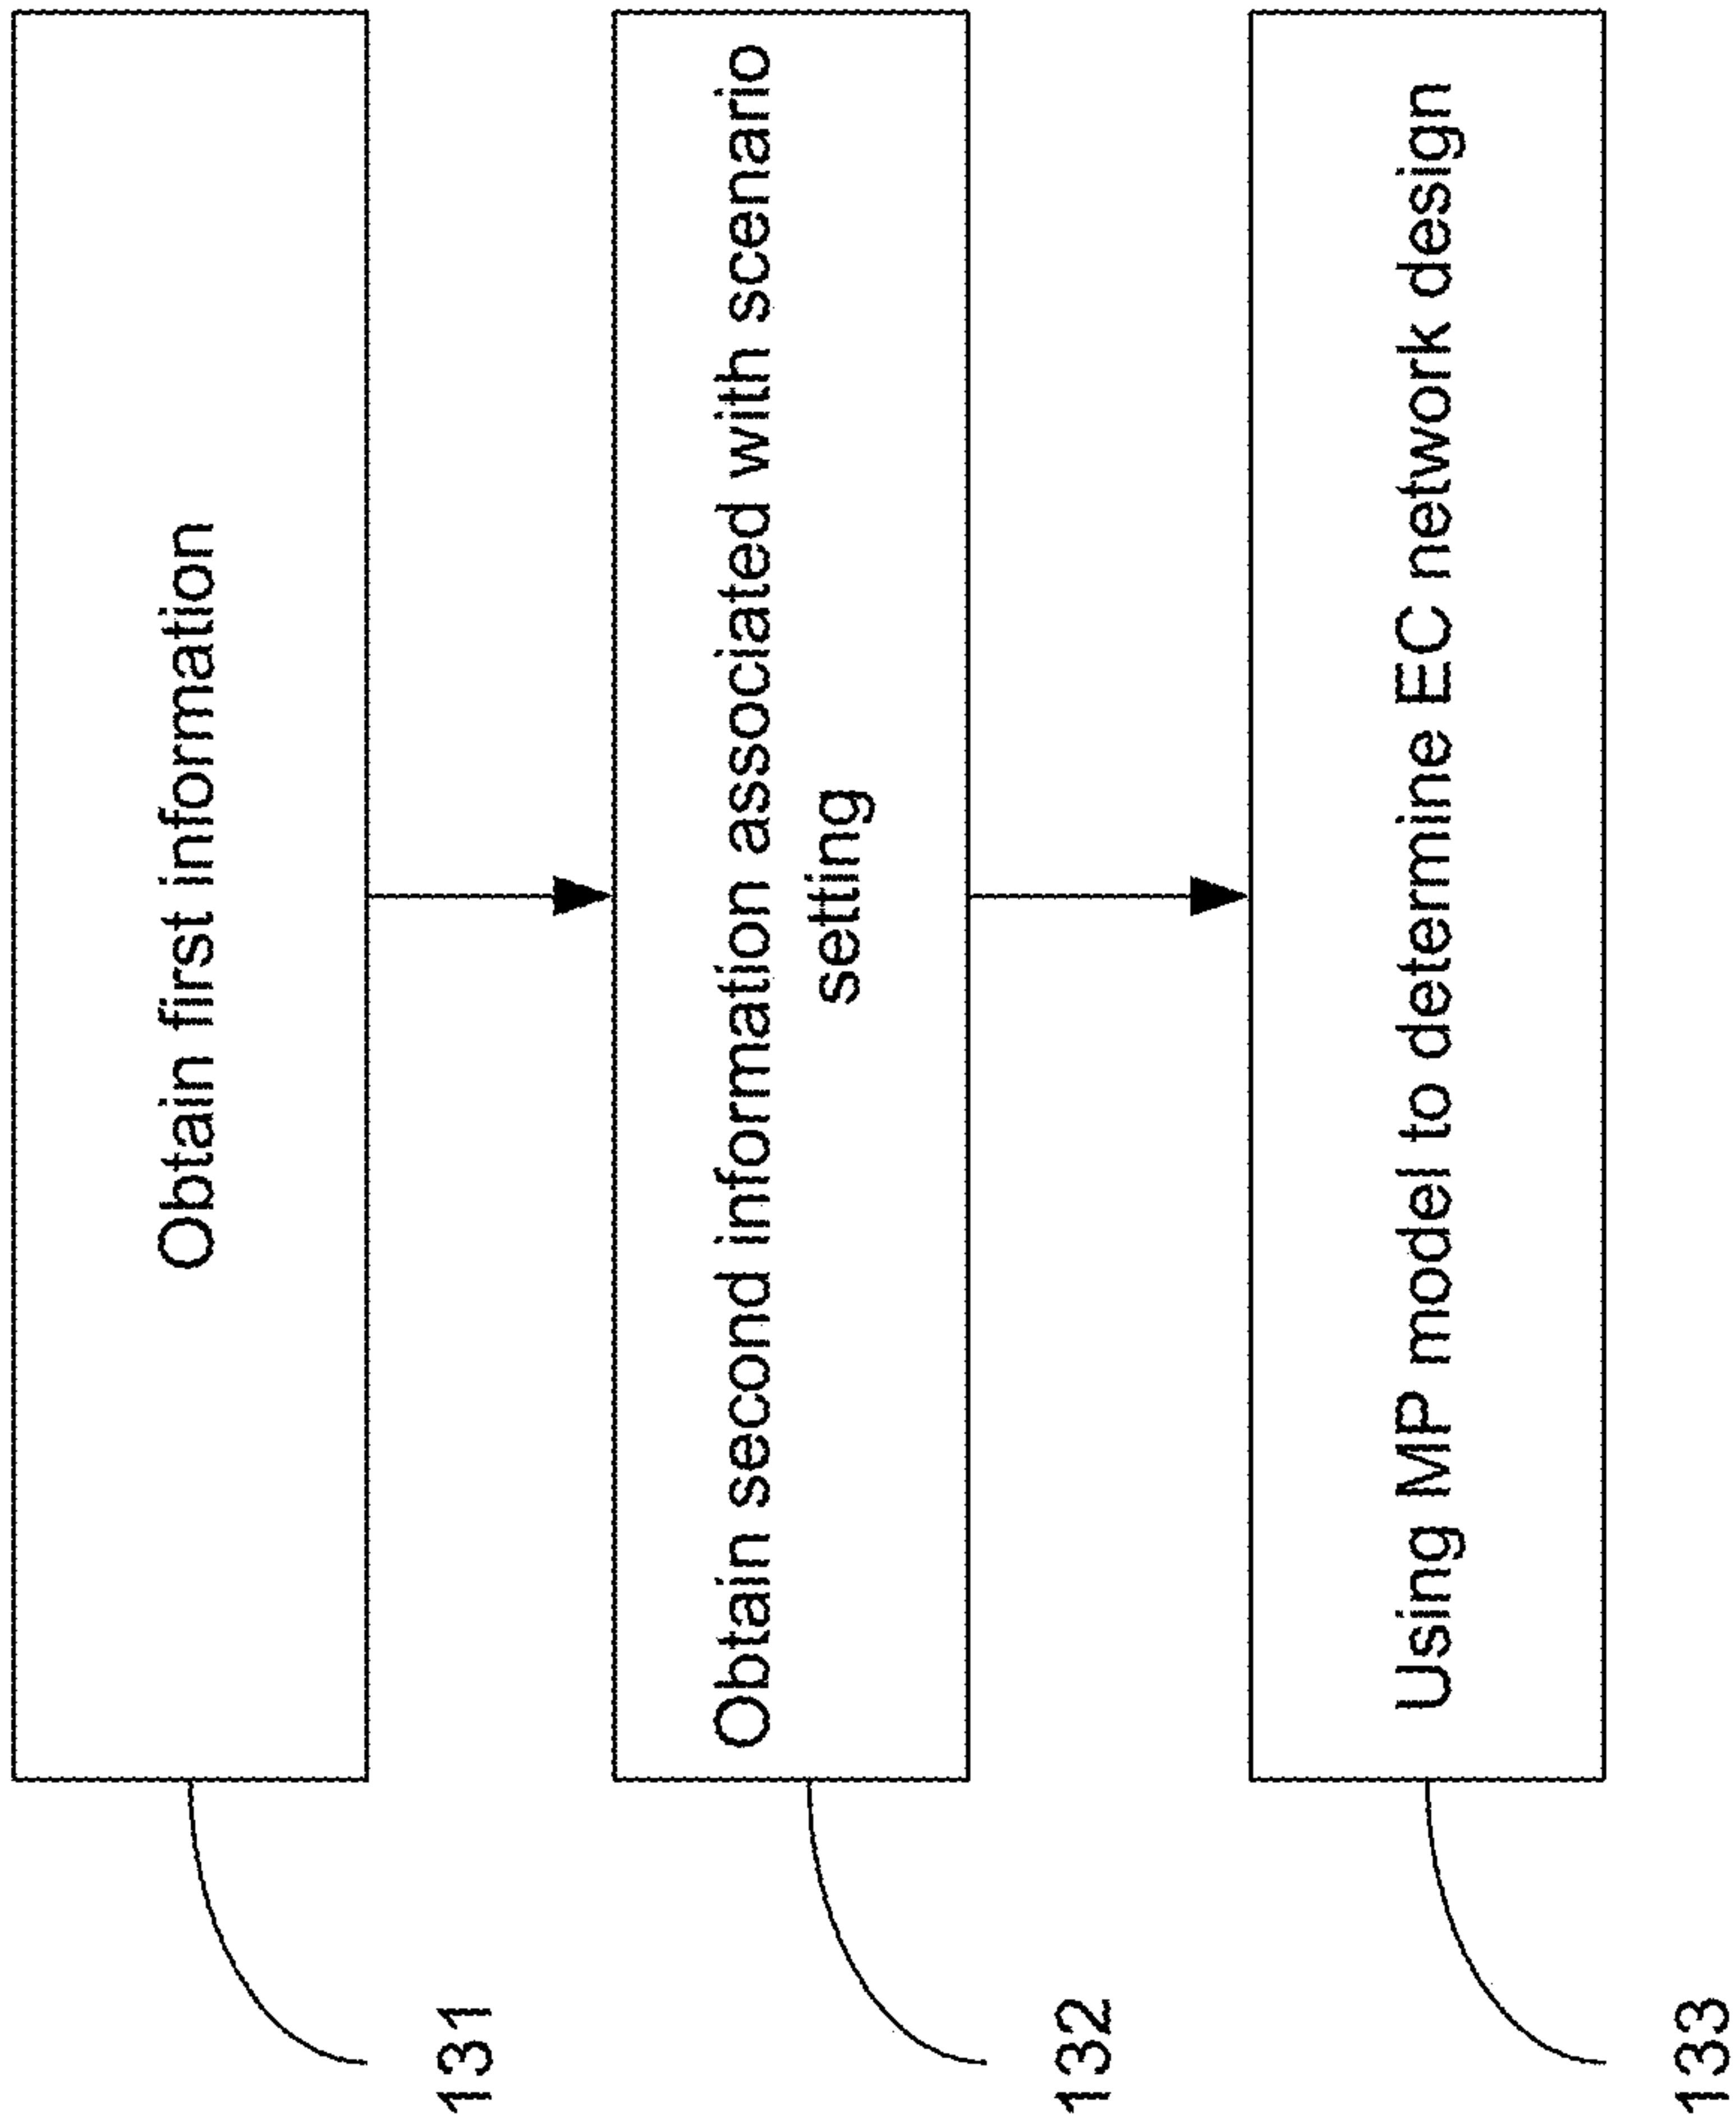 131
Obtain first information
132
Obtain second information associated with scenario
setting
133
Using MP model to determine EC network design